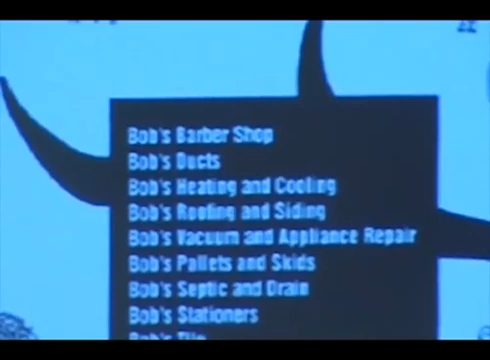 Bob's Barber Shop
Bob's Ducts
Bob's Heating and Cooling
Bob's Roofing and Siding
Bob's Vacuum and Appliance Repair
Bob's Pallets and Skids
Bob's Septic and Drain
Bob's Stationers
Bob's